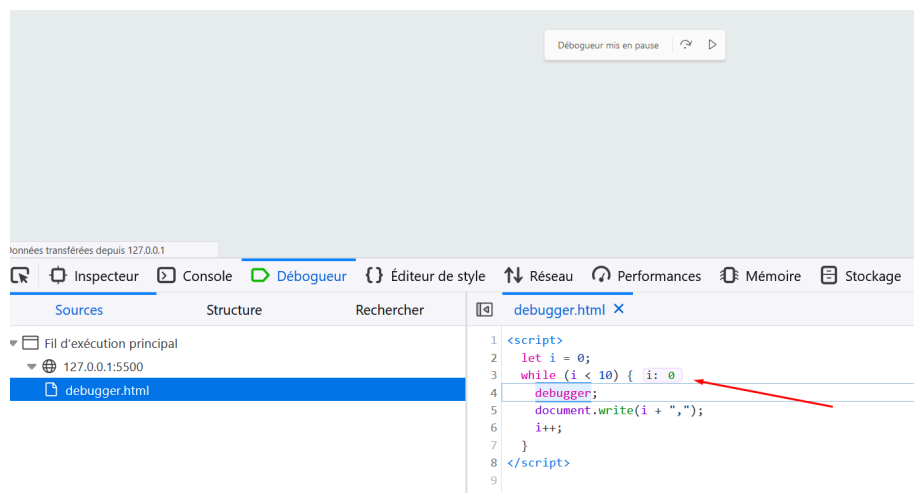 Débogueur mis en pause
Données transférées depuis 127.0.0.1
Inspecteur Console Débogueur Éditeur de style Réseau Performances Mémoire Stockage
Sources Structure Rechercher debugger.html
Fil d'exécution principal
127.0.0.1:5500
debugger.html
1 <script>
2 let i = 0;
3 while (i < 10) { i: 0
4 debugger;
5 document.write(i + ",");
6 i++;
7 }
8 </script>
9